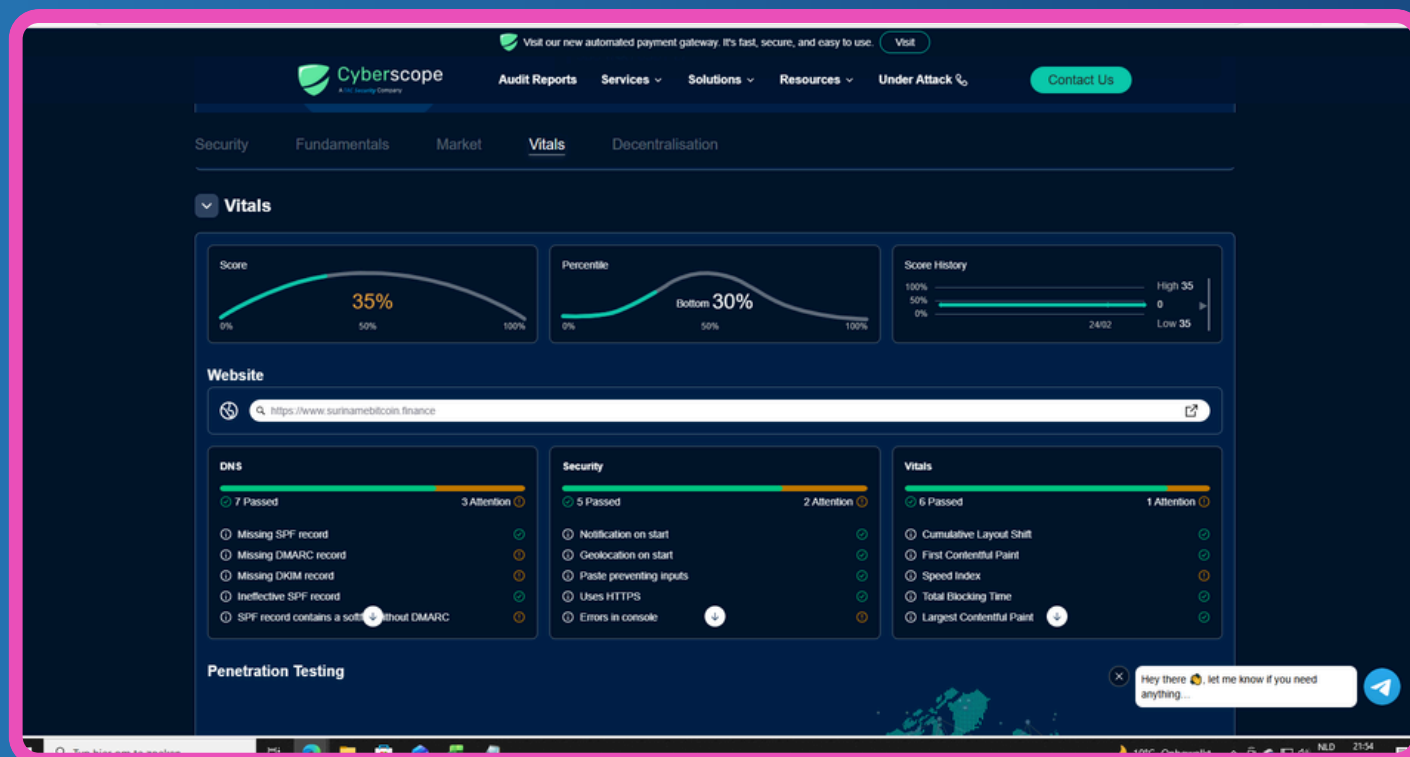 Visit our new automated payment gateway. It's fast, secure, and easy to use. Visit
Cyberscope
A TAC Security Company
Audit Reports Services Solutions Resources Under Attack Contact Us
Security Fundamentals Market Vitals Decentralisation
Vitals
Score
35%
0% 50% 100%
Percentile
Bottom 30%
0% 50% 100%
Score History
100%
50%
0%
24/02
High 35
0
Low 35
Website
https://www.surinamebitcoin.finance
DNS
7 Passed 3 Attention
Missing SPF record
Missing DMARC record
Missing DKIM record
Ineffective SPF record
SPF record contains a without DMARC
Security
5 Passed 2 Attention
Notification on start
Geolocation on start
Paste preventing inputs
Uses HTTPS
Errors in console
Vitals
6 Passed 1 Attention
Cumulative Layout Shift
First Contentful Paint
Speed Index
Total Blocking Time
Largest Contentful Paint
Penetration Testing
Hey there, let me know if you need
anything...
10°C NLD 21:54